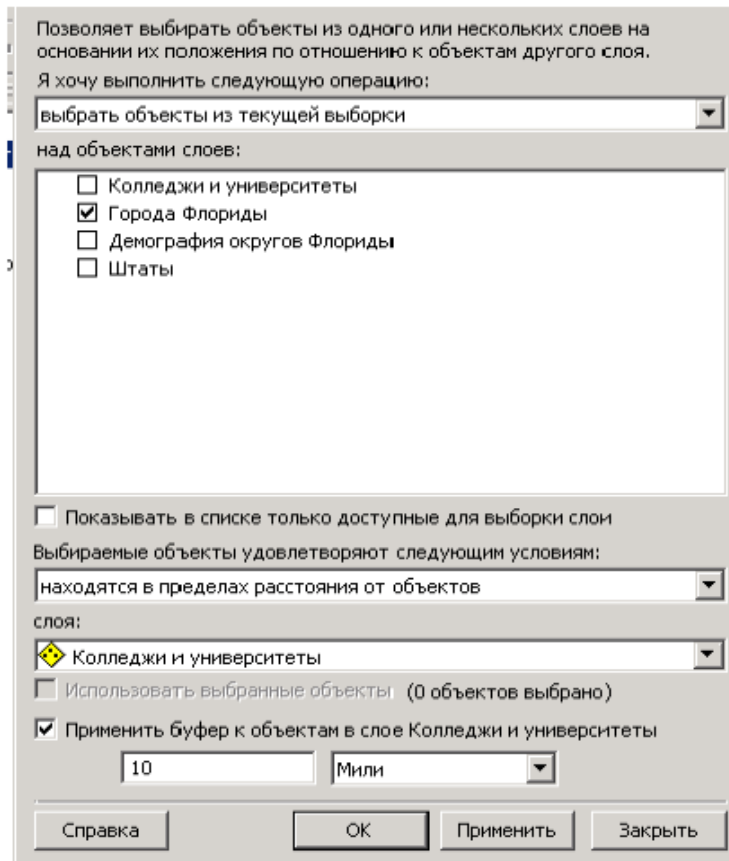 Позволяет выбирать объекты из одного или нескольких слоев на
основании их положения по отношению к объектам другого слоя.
Я хочу выполнить следующую операцию:
выбрать объекты из текущей выборки
над объектами слоев:
Колледжи и университеты
Города Флориды
Демография округов Флориды
Штаты
Показывать в списке только доступные для выборки слои
Выбираемые объекты удовлетворяют следующим условиям:
находятся в пределах расстояния от объектов
слоя:
Колледжи и университеты
Использовать выбранные объекты (0 объектов выбрано)
Применить буфер к объектам в слое Колледжи и университеты
10 Мили
Справка OK Применить Закрыть